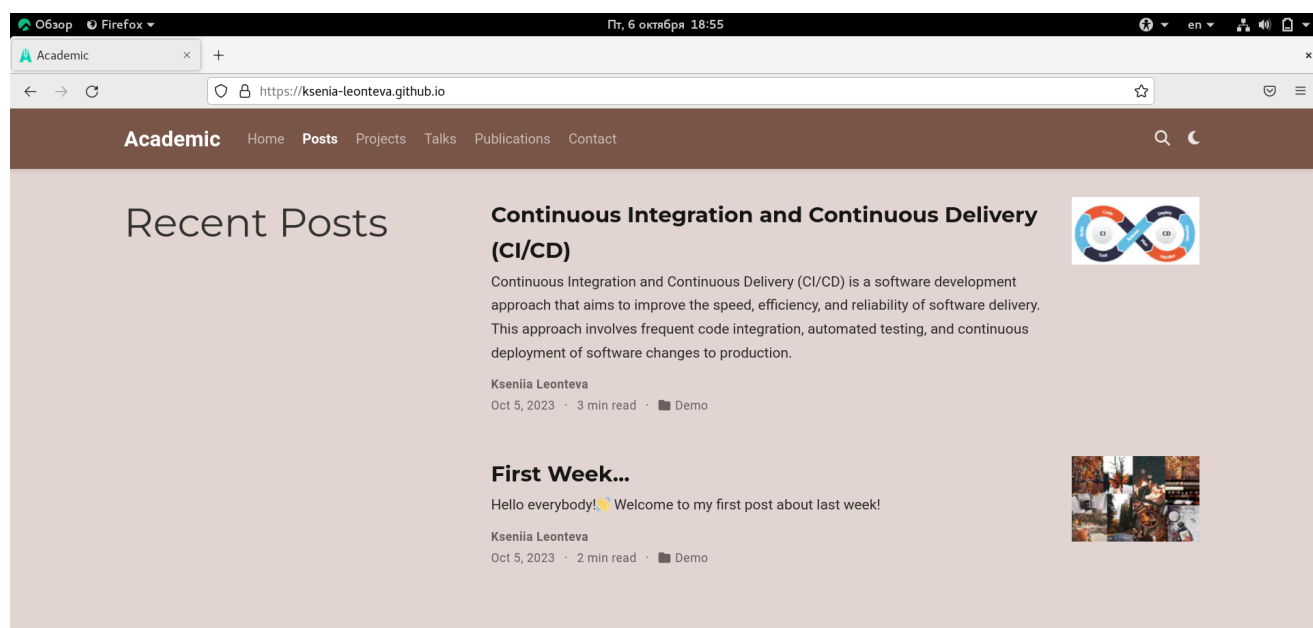 Обзор Firefox
Пт, 6 октября 18:55
en
Academic
https://ksenia-leonteva.github.io
Academic Home Posts Projects Talks Publications Contact
Recent Posts
Continuous Integration and Continuous Delivery
(CI/CD)
Continuous Integration and Continuous Delivery (CI/CD) is a software development
approach that aims to improve the speed, efficiency, and reliability of software delivery.
This approach involves frequent code integration, automated testing, and continuous
deployment of software changes to production.
Kseniia Leonteva
Oct 5, 2023 · 3 min read · Demo
CI CD
First Week...
Hello everybody!👋 Welcome to my first post about last week!
Kseniia Leonteva
Oct 5, 2023 · 2 min read · Demo